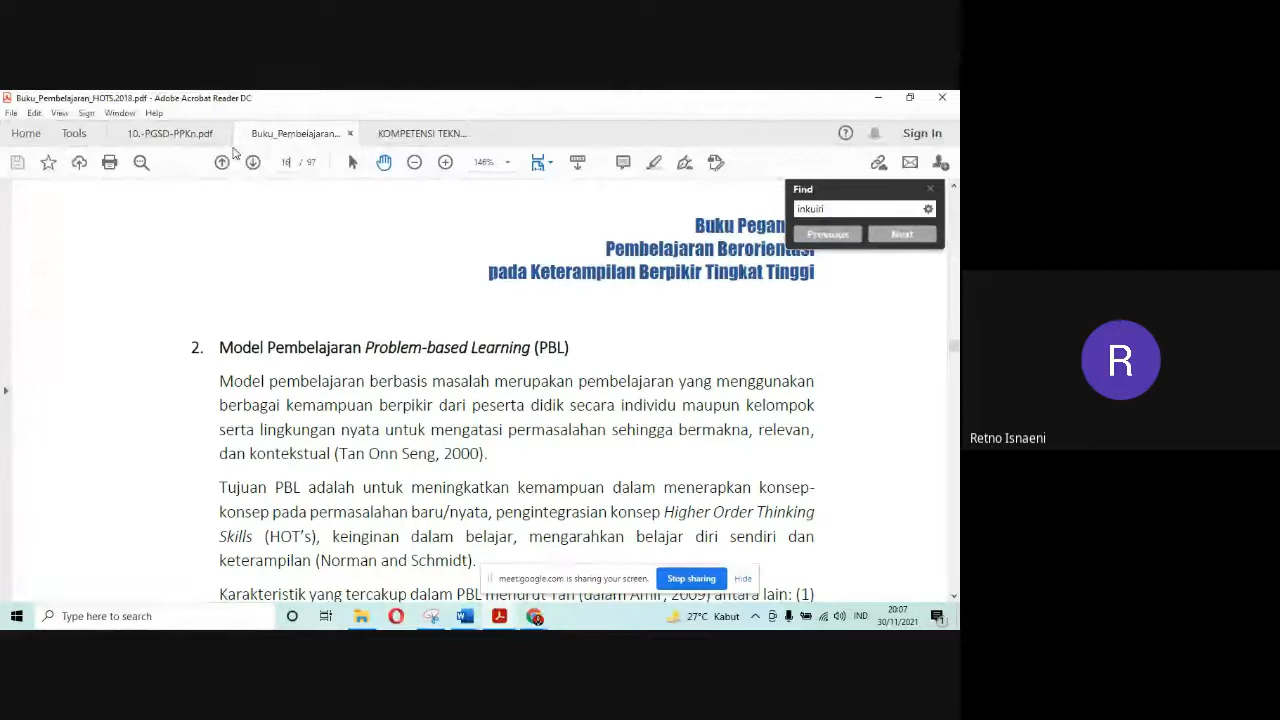 Buku_Pembelajaran_HOTS.2018.pdf - Adobe Acrobat Reader DC
File Edit View Sign Window Help
Home Tools 10.-PGSD-PPKn.pdf Buku_Pembelajaran... × KOMPETENSI TEKN... Sign In
16 / 97 146%
Find
inkuiri
Previous Next
Buku Pegan
Pembelajaran Berorientasi
pada Keterampilan Berpikir Tingkat Tinggi
2. Model Pembelajaran Problem-based Learning (PBL)
Model pembelajaran berbasis masalah merupakan pembelajaran yang menggunakan
berbagai kemampuan berpikir dari peserta didik secara individu maupun kelompok
serta lingkungan nyata untuk mengatasi permasalahan sehingga bermakna, relevan,
dan kontekstual (Tan Onn Seng, 2000).
Tujuan PBL adalah untuk meningkatkan kemampuan dalam menerapkan konsep-
konsep pada permasalahan baru/nyata, pengintegrasian konsep Higher Order Thinking
Skills (HOT's), keinginan dalam belajar, mengarahkan belajar diri sendiri dan
keterampilan (Norman and Schmidt).
meet.google.com is sharing your screen. Stop sharing Hide
Karakteristik yang tercakup dalam PBL menurut Tan (dalam Amir, 2009) antara lain: (1)
Type here to search
27°C Kabut IND 20:07
30/11/2021
R
Retno Isnaeni